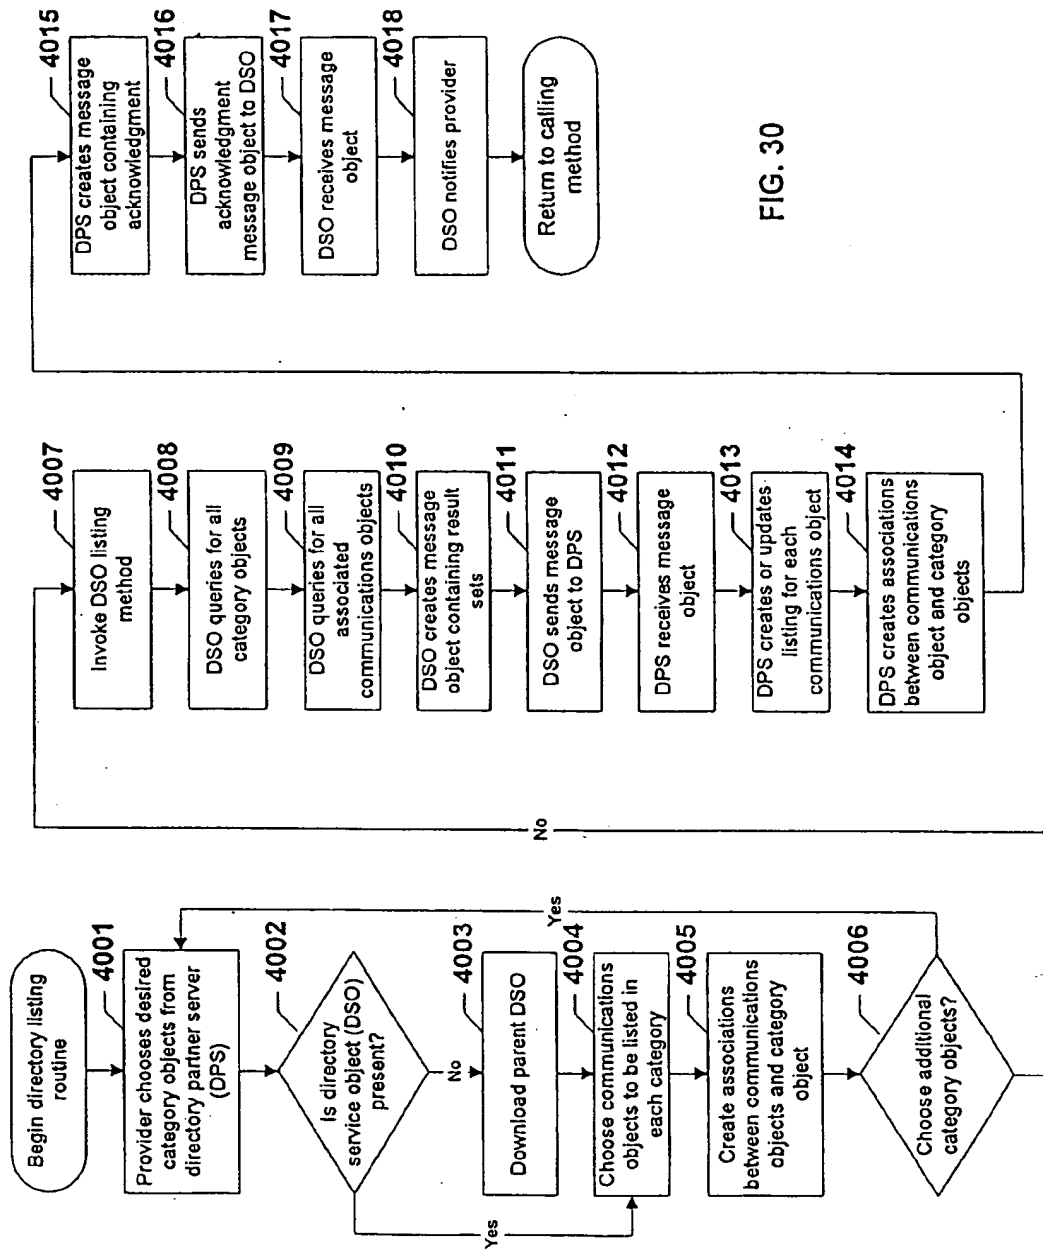 Begin directory listing
routine
4001
Provider chooses desired
category objects from
directory partner server
(DPS)
4002
Is directory
service object (DSO)
present?
No
Yes
4003
Download parent DSO
4004
Choose communications
objects to be listed in
each category
4005
Create associations
between communications
objects and category
object
4006
Choose additional
category objects?
Yes
No
4007
Invoke DSO listing
method
4008
DSO queries for all
category objects
4009
DSO queries for all
associated
communications objects
4010
DSO creates message
object containing result
sets
4011
DSO sends message
object to DPS
4012
DPS receives message
object
4013
DPS creates or updates
listing for each
communications object
4014
DPS creates associations
between communications
object and category
objects
4015
DPS creates message
object containing
acknowledgment
4016
DPS sends
acknowledgment
message object to DSO
4017
DSO receives message
object
4018
DSO notifies provider
Return to calling
method
FIG. 30